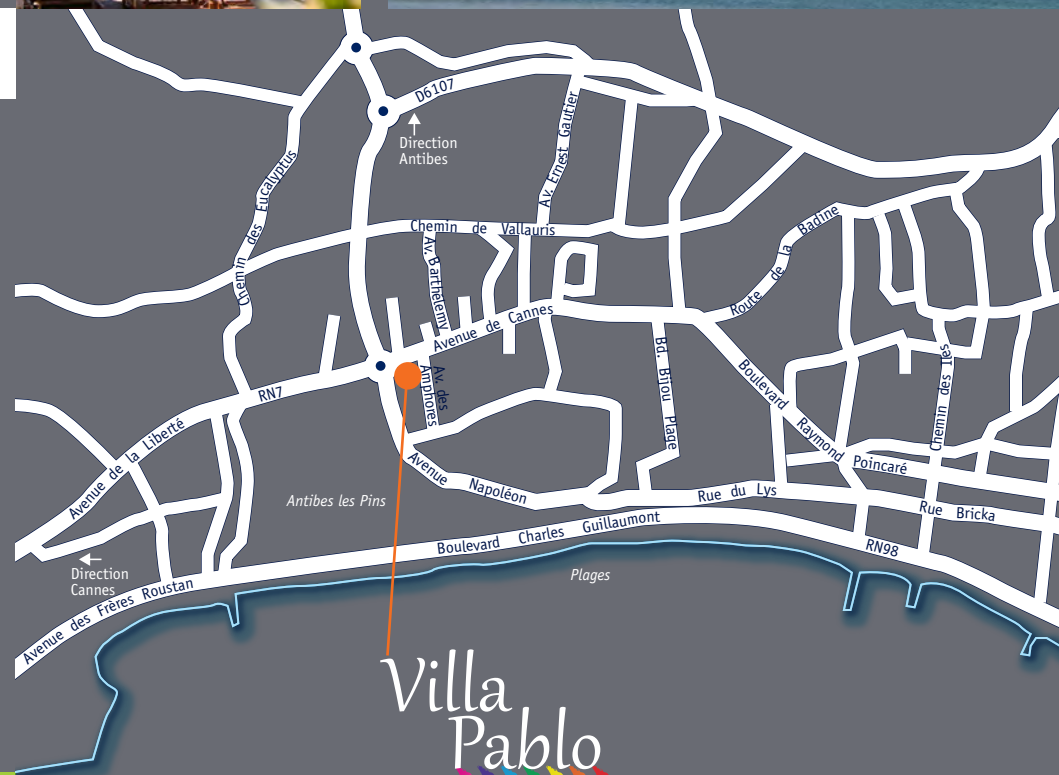 D6107
Direction
Antibes
Av. Ernest Gautier
Chemin des Eucalyptus
Chemin de Vallauris
Av. Barthelemy
Route de la Badine
Avenue de Cannes
Bd. Bijou Plage
Av. des
Amphores
Chemin des Iles
RN7
Boulevard Raymond Poincaré
Avenue de la Liberté
Avenue Napoléon
Antibes les Pins
Rue du Lys
Rue Bricka
Boulevard Charles Guillaumont
RN98
Direction
Cannes
Plages
Avenue des Frères Roustan
Villa
Pablo